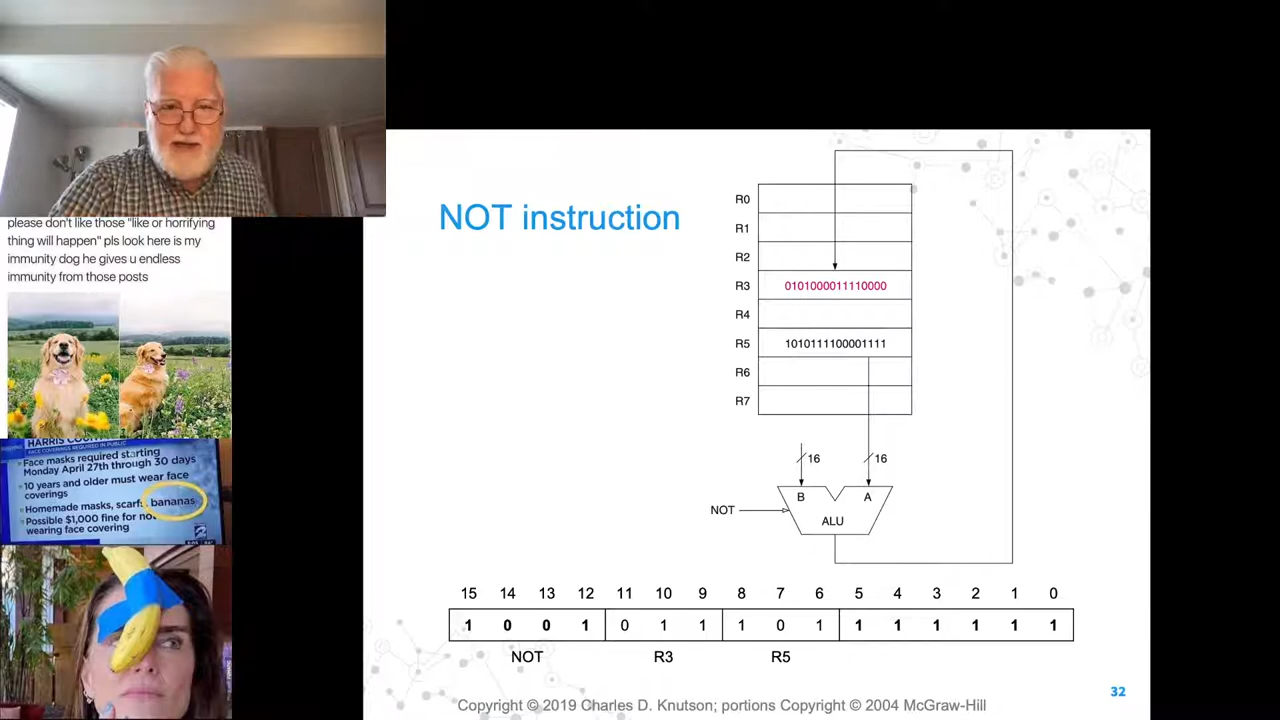 please don't like those "like or horrifying
thing will happen" pls look here is my
immunity dog he gives u endless
immunity from those posts
FACE COVERINGS REQUIRED IN PUBLIC
Face masks required starting
Monday April 27th through 30 days
10 years and older must wear face
coverings
Homemade masks, scarfs, bananas
Possible $1,000 fine for not
wearing face covering
2
NOT instruction
R0
R1
R2
R3 0101000011110000
R4
R5 1010111100001111
R6
R7
16 16
B A
NOT
ALU
15 14 13 12 11 10 9 8 7 6 5 4 3 2 1 0
1 0 0 1 0 1 1 1 0 1 1 1 1 1 1 1
NOT R3 R5
32
Copyright © 2019 Charles D. Knutson; portions Copyright © 2004 McGraw-Hill